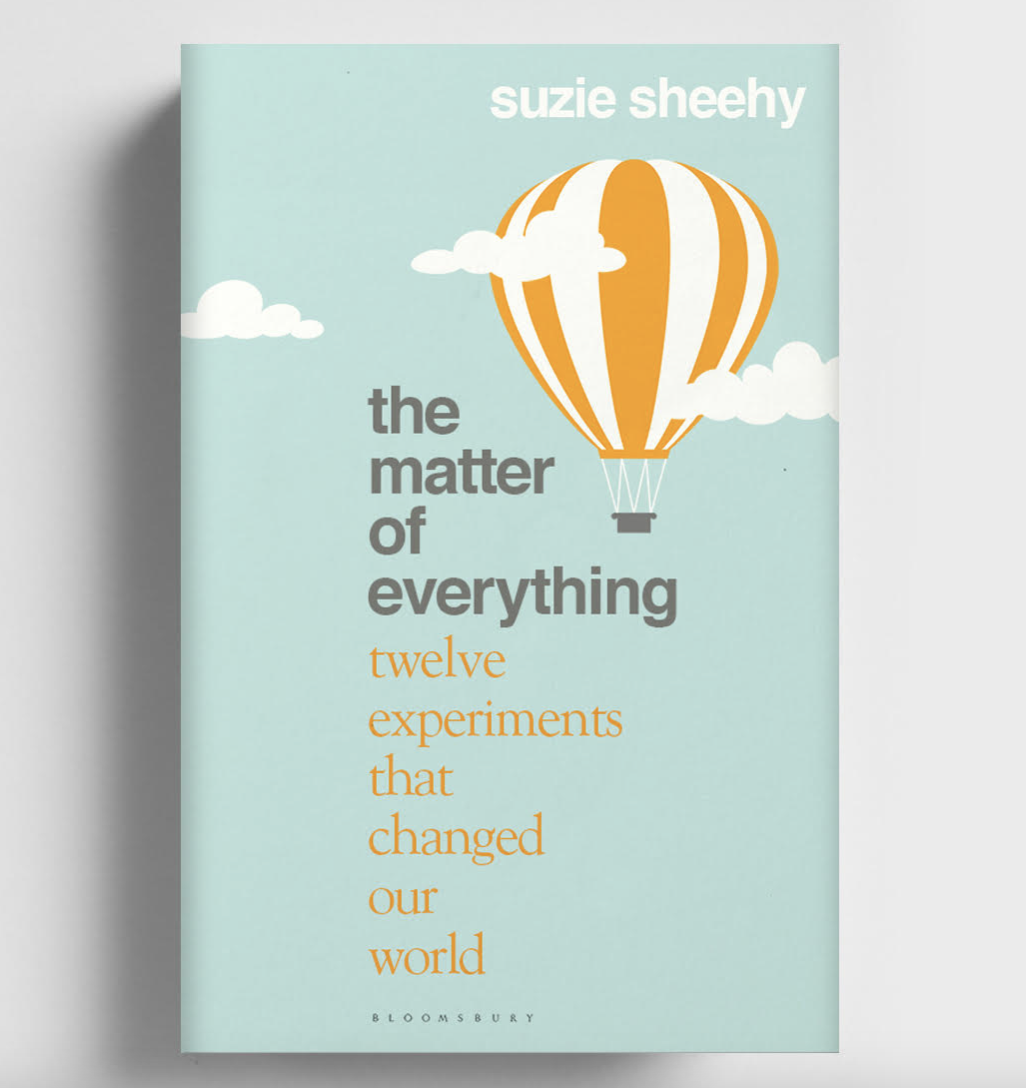 suzie sheehy
the
matter
of
everything
twelve
experiments
that
changed
our
world
BLOOMSBURY